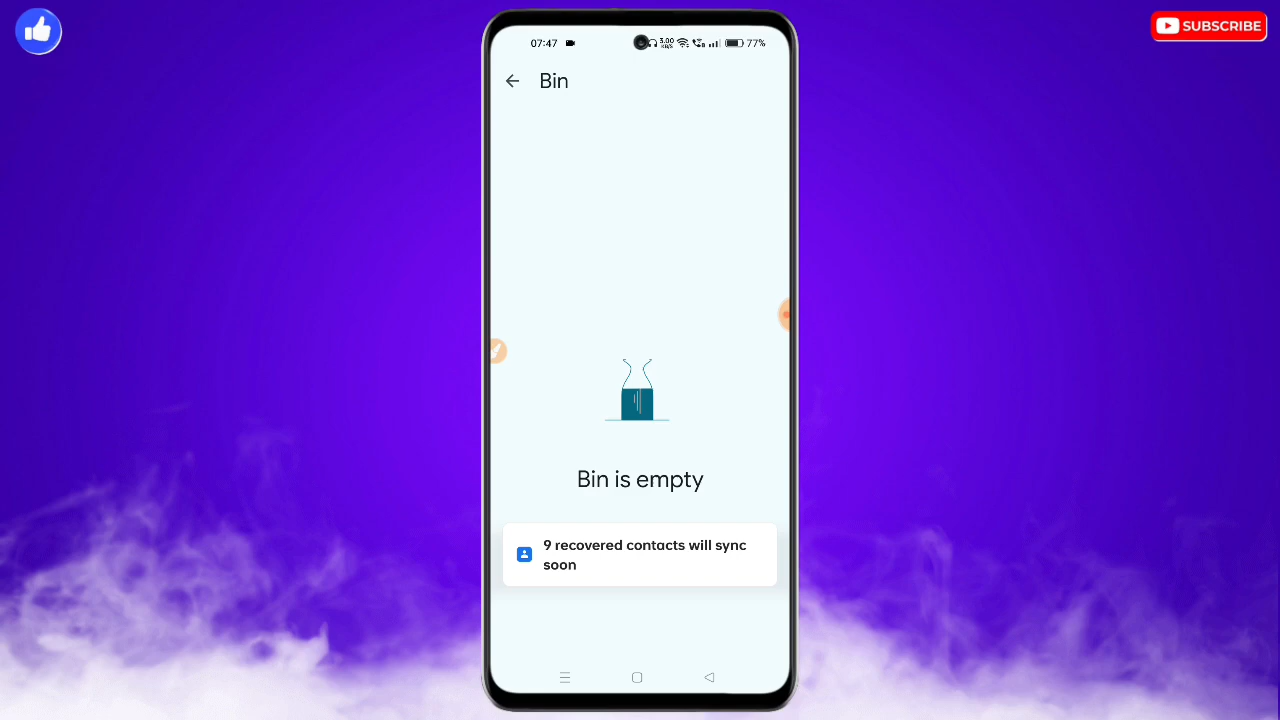 SUBSCRIBE
07:47
3.00
KB/S
77%
Bin
Bin is empty
9 recovered contacts will sync
soon